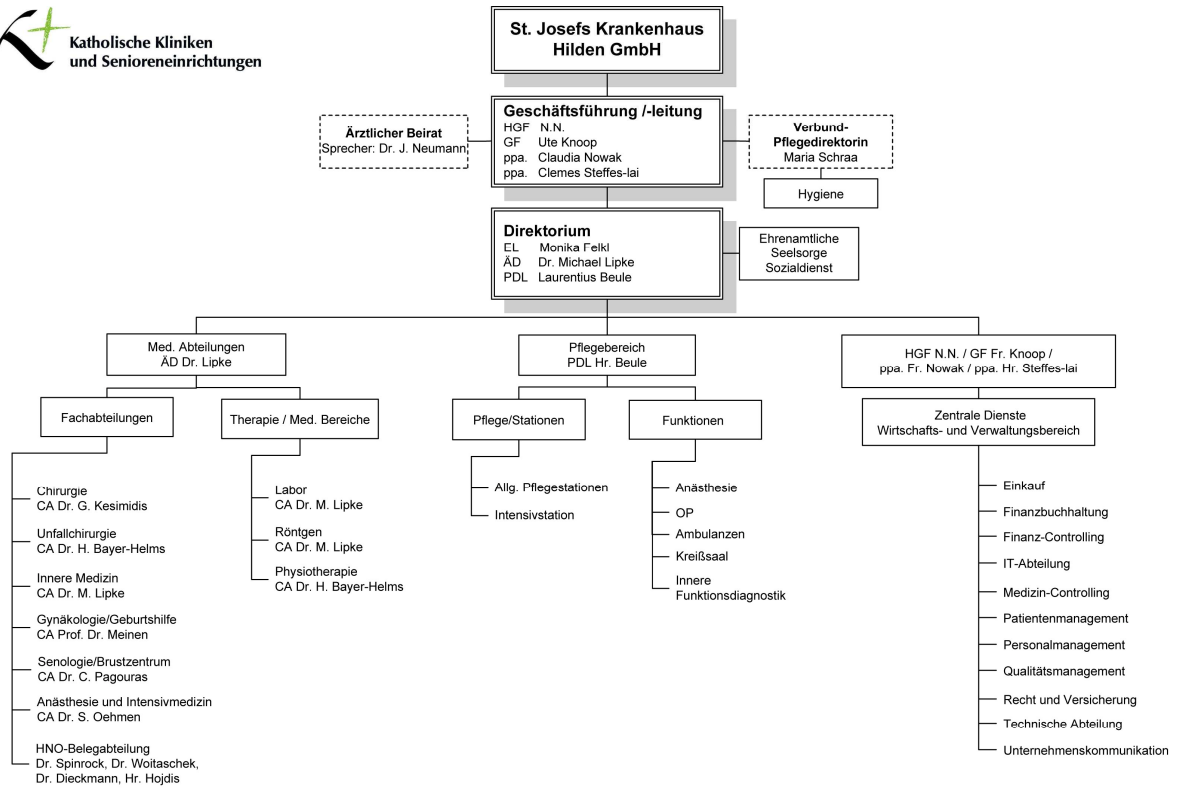 Katholische Kliniken
und Senioreneinrichtungen
St. Josefs Krankenhaus
Hilden GmbH
Geschäftsführung /-leitung
HGF N.N.
GF Ute Knoop
ppa. Claudia Nowak
ppa. Clemes Steffes-lai
Ärztlicher Beirat
Sprecher: Dr. J. Neumann
Verbund-
Pflegedirektorin
Maria Schraa
Hygiene
Direktorium
EL Monika Felkl
ÄD Dr. Michael Lipke
PDL Laurentius Beule
Ehrenamtliche
Seelsorge
Sozialdienst
Med. Abteilungen
ÄD Dr. Lipke
Pflegebereich
PDL Hr. Beule
HGF N.N. / GF Fr. Knoop /
ppa. Fr. Nowak / ppa. Hr. Steffes-lai
Fachabteilungen
Therapie / Med. Bereiche
Pflege/Stationen
Funktionen
Zentrale Dienste
Wirtschafts- und Verwaltungsbereich
Chirurgie
CA Dr. G. Kesimidis
Unfallchirurgie
CA Dr. H. Bayer-Helms
Innere Medizin
CA Dr. M. Lipke
Gynäkologie/Geburtshilfe
CA Prof. Dr. Meinen
Senologie/Brustzentrum
CA Dr. C. Pagouras
Anästhesie und Intensivmedizin
CA Dr. S. Oehmen
HNO-Belegabteilung
Dr. Spinrock, Dr. Woitaschek,
Dr. Dieckmann, Hr. Hojdis
Labor
CA Dr. M. Lipke
Röntgen
CA Dr. M. Lipke
Physiotherapie
CA Dr. H. Bayer-Helms
Allg. Pflegestationen
Intensivstation
Anästhesie
OP
Ambulanzen
Kreißsaal
Innere
Funktionsdiagnostik
Einkauf
Finanzbuchhaltung
Finanz-Controlling
IT-Abteilung
Medizin-Controlling
Patientenmanagement
Personalmanagement
Qualitätsmanagement
Recht und Versicherung
Technische Abteilung
Unternehmenskommunikation